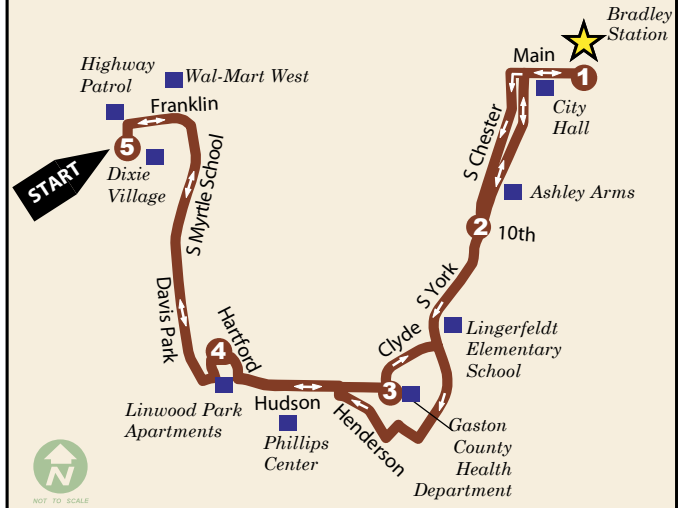 Bradley
Station
Main
1
City
Hall
Highway
Patrol
Wal-Mart West
Franklin
5
START
Dixie
Village
S Myrtle School
S Chester
Ashley Arms
2
10th
S York
Davis Park
Hartford
4
Clyde
Lingerfeldt
Elementary
School
3
Linwood Park
Apartments
Hudson
Henderson
Phillips
Center
Gaston
County
Health
Department
N
NOT TO SCALE